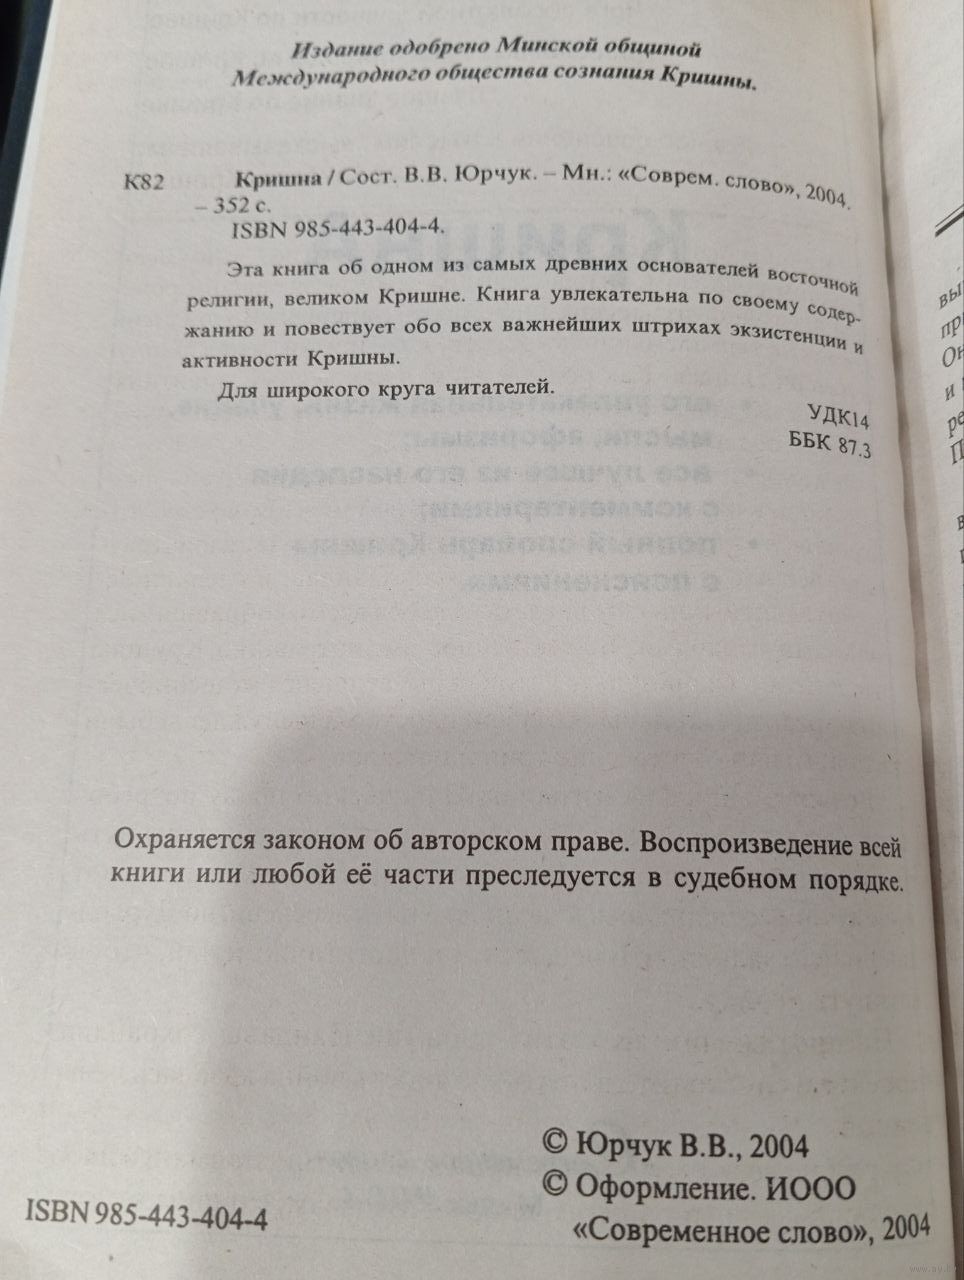 Издание одобрено Минской общиной
Международного общества сознания Кришны.
К82 Кришна / Сост. В.В. Юрчук. – Мн.: «Соврем. слово», 2004.
– 352 с.
ISBN 985-443-404-4.
Эта книга об одном из самых древних основателей восточной
религии, великом Кришне. Книга увлекательна по своему содер-
жанию и повествует обо всех важнейших штрихах экзистенции и
активности Кришны.
Для широкого круга читателей.
УДК14
ББК 87.3
Охраняется законом об авторском праве. Воспроизведение всей
книги или любой её части преследуется в судебном порядке.
© Юрчук В.В., 2004
© Оформление. ИООО
«Современное слово», 2004
ISBN 985-443-404-4